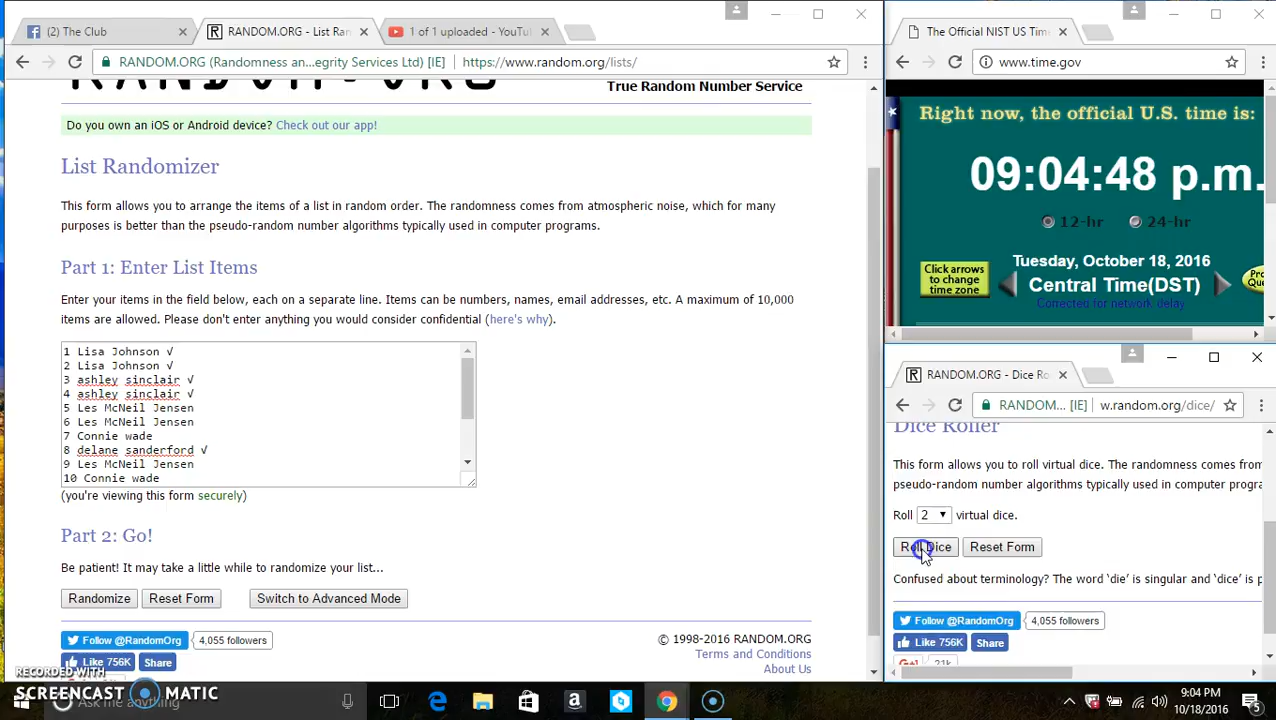 (2) The Club
RANDOM.ORG - List Ran
1 of 1 uploaded - YouTu
RANDOM.ORG (Randomness an...egrity Services Ltd) [IE]
https://www.random.org/lists/
RANDOM.ORG
True Random Number Service
Do you own an iOS or Android device? Check out our app!
List Randomizer
This form allows you to arrange the items of a list in random order. The randomness comes from atmospheric noise, which for many
purposes is better than the pseudo-random number algorithms typically used in computer programs.
Part 1: Enter List Items
Enter your items in the field below, each on a separate line. Items can be numbers, names, email addresses, etc. A maximum of 10,000
items are allowed. Please don't enter anything you would consider confidential (here's why).
1 Lisa Johnson √
2 Lisa Johnson √
3 ashley sinclair √
4 ashley sinclair √
5 Les McNeil Jensen
6 Les McNeil Jensen
7 Connie wade
8 delane sanderford √
9 Les McNeil Jensen
10 Connie wade
(you're viewing this form securely)
Part 2: Go!
Be patient! It may take a little while to randomize your list...
Randomize
Reset Form
Switch to Advanced Mode
Follow @RandomOrg
4,055 followers
Like 756K
Share
© 1998-2016 RANDOM.ORG
Terms and Conditions
About Us
The Official NIST US Tim
www.time.gov
Right now, the official U.S. time is:
09:04:48 p.m.
12-hr
24-hr
Tuesday, October 18, 2016
Click arrows
to change
time zone
Central Time(DST)
Corrected for network delay
RANDOM.ORG - Dice Ro
RANDOM... [IE]
w.random.org/dice/
Dice Roller
This form allows you to roll virtual dice. The randomness comes from
pseudo-random number algorithms typically used in computer progra
Roll 2 virtual dice.
Roll Dice
Reset Form
Confused about terminology? The word 'die' is singular and 'dice' is p
Follow @RandomOrg
4,055 followers
Like 756K
Share
21k
RECORDED WITH
SCREENCAST MATIC
Ask me anything
9:04 PM
10/18/2016
5